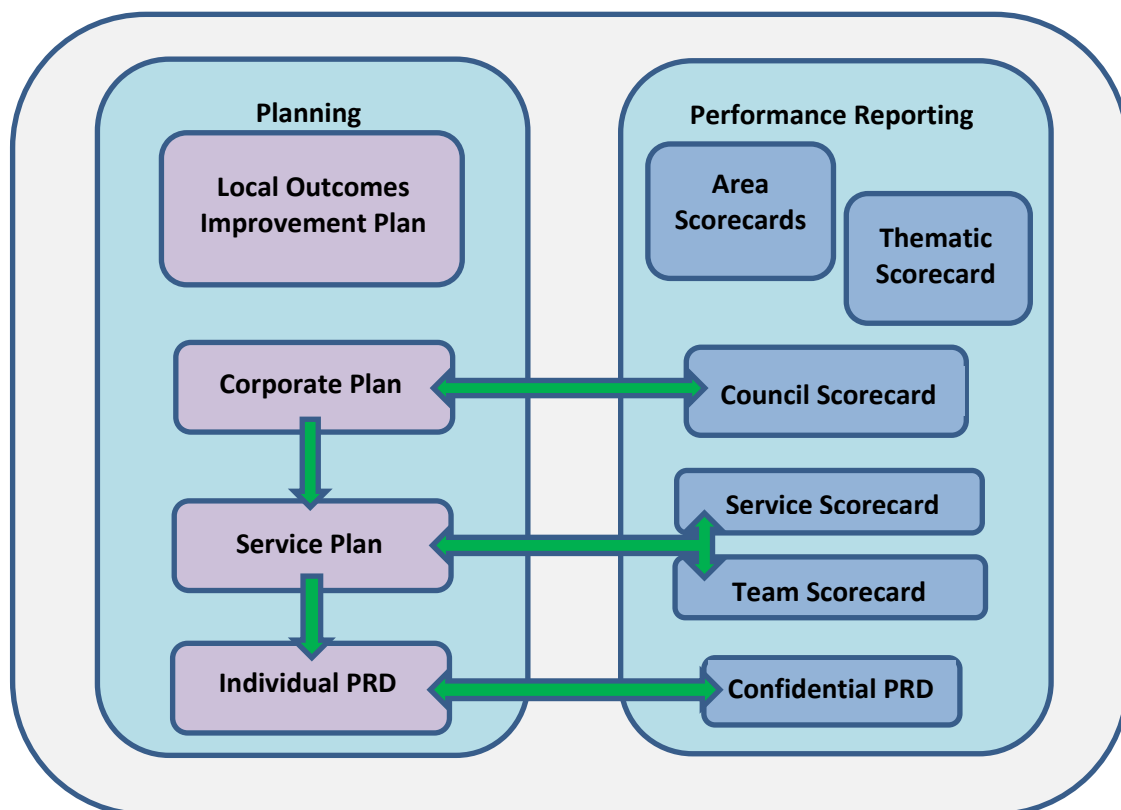 Planning
Local Outcomes
Improvement Plan
Corporate Plan
Service Plan
Individual PRD
Performance Reporting
Area
Scorecards
Thematic
Scorecard
Council Scorecard
Service Scorecard
Team Scorecard
Confidential PRD